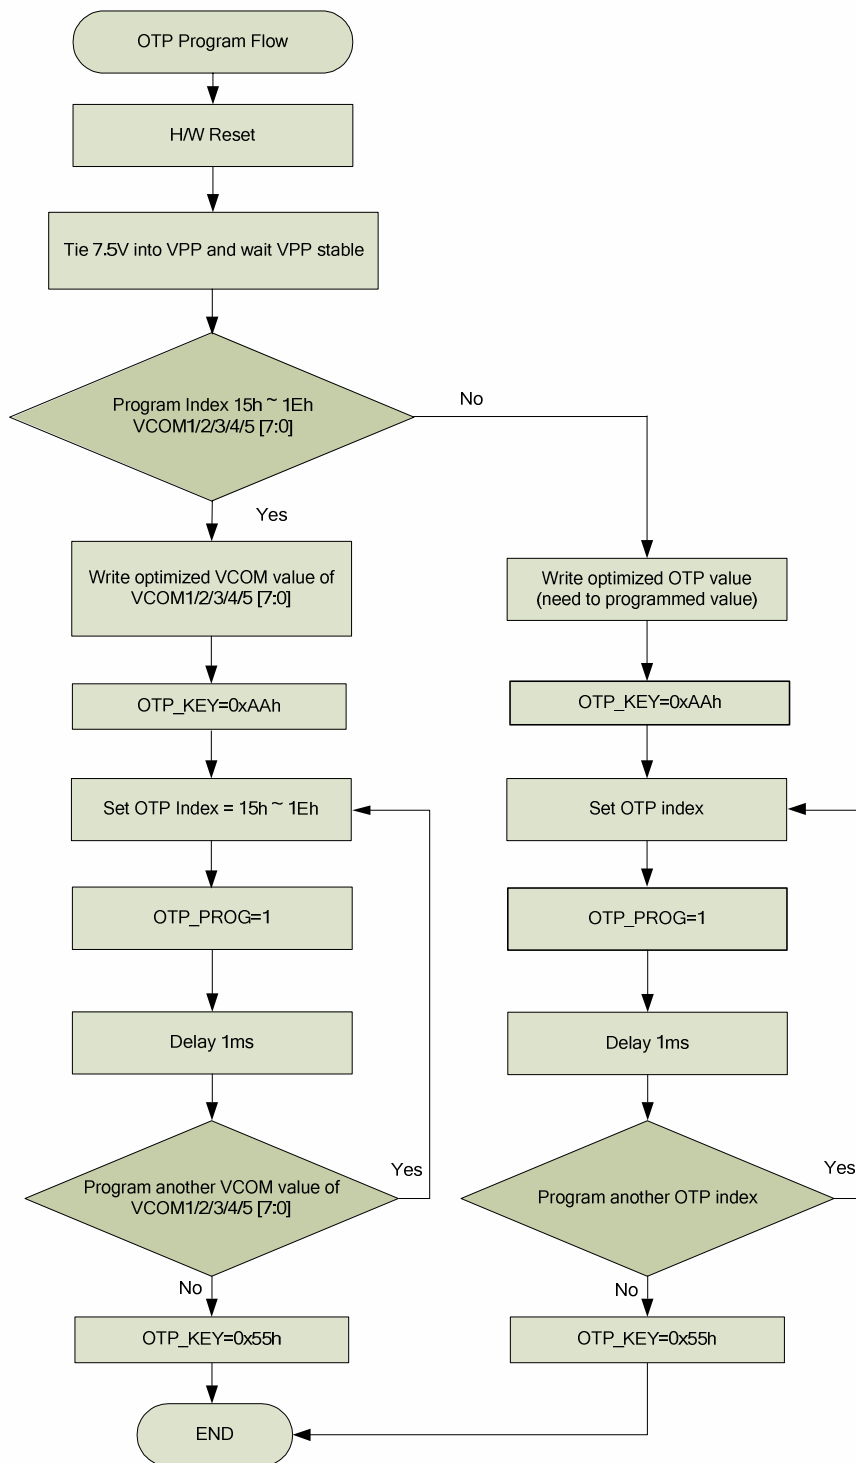 OTP Program Flow
H/W Reset
Tie 7.5V into VPP and wait VPP stable
Program Index 15h ~ 1Eh
VCOM1/2/3/4/5 [7:0]
No
Yes
Write optimized VCOM value of
VCOM1/2/3/4/5 [7:0]
OTP_KEY=0xAAh
Set OTP Index = 15h ~ 1Eh
OTP_PROG=1
Delay 1ms
Program another VCOM value of
VCOM1/2/3/4/5 [7:0]
Yes
No
OTP_KEY=0x55h
Write optimized OTP value
(need to programmed value)
OTP_KEY=0xAAh
Set OTP index
OTP_PROG=1
Delay 1ms
Program another OTP index
Yes
No
OTP_KEY=0x55h
END